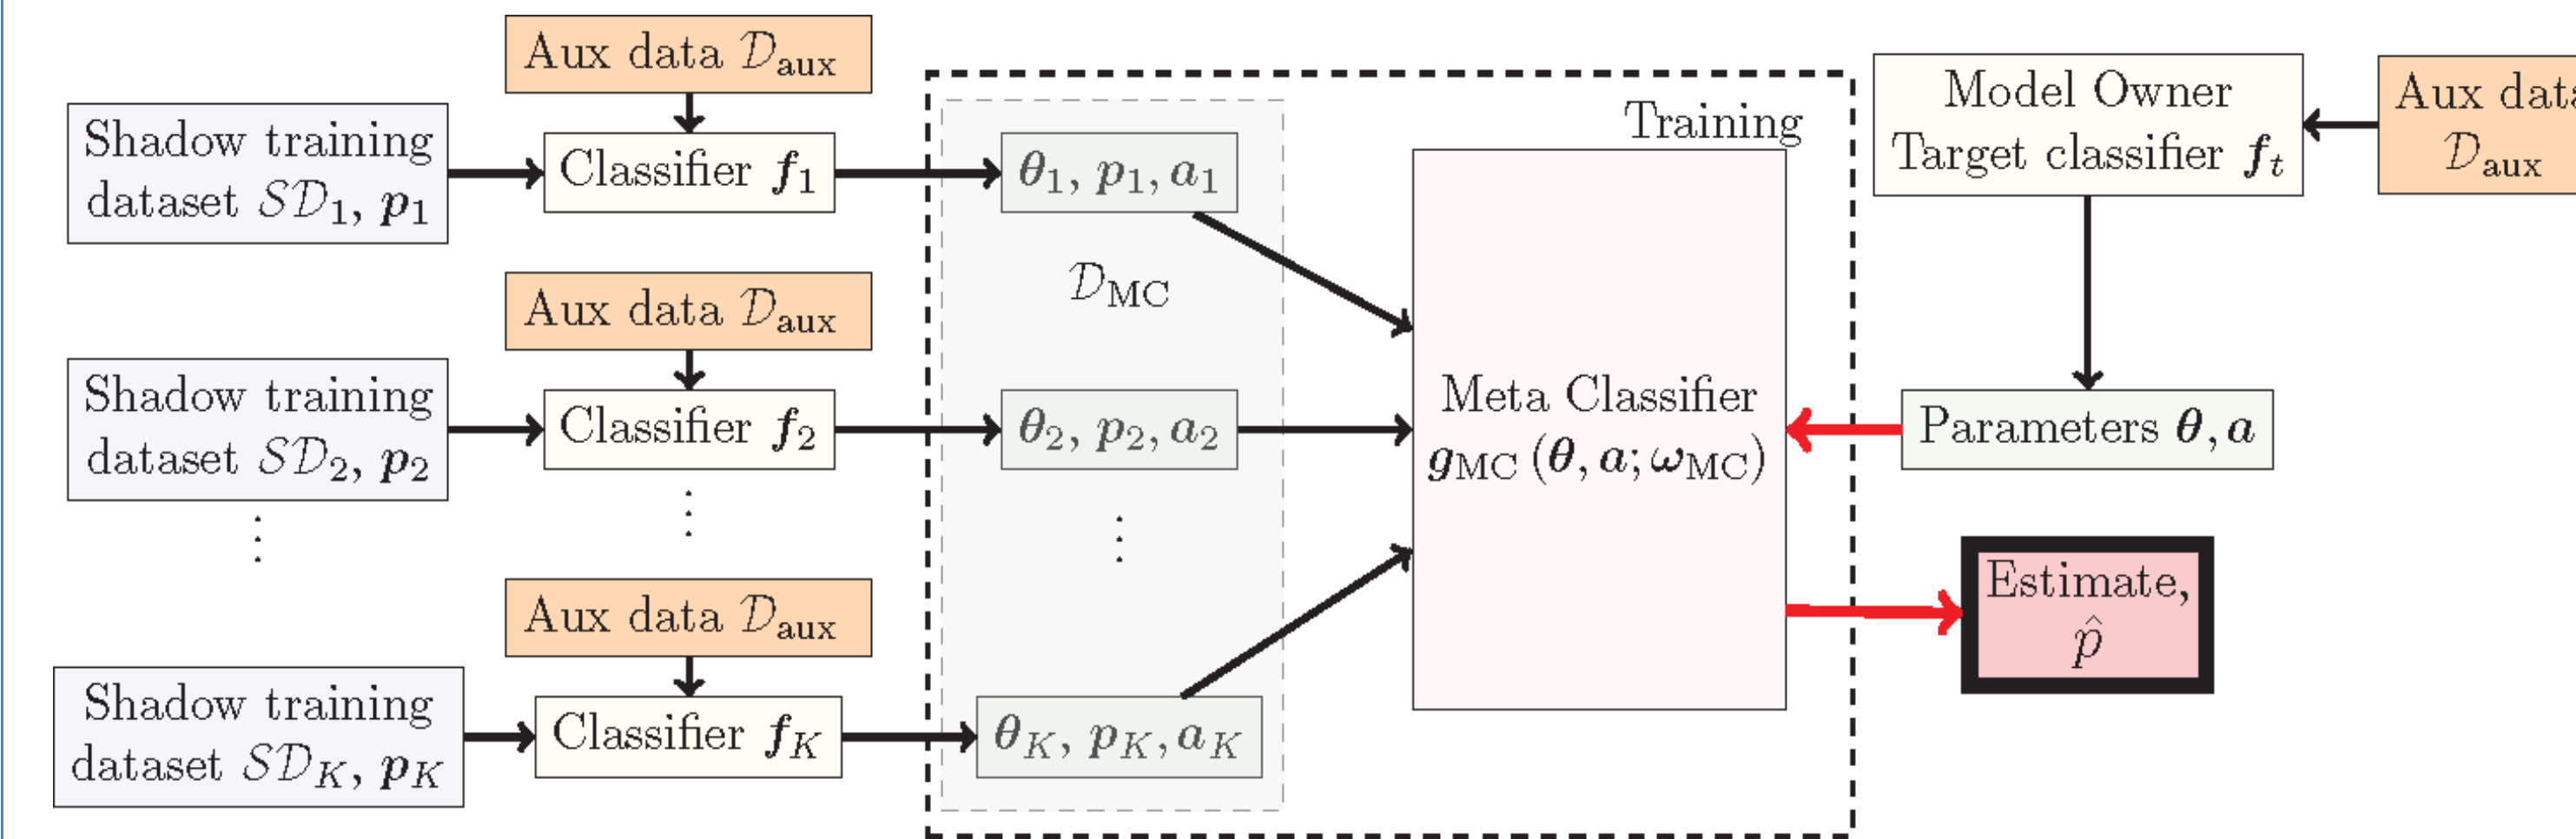 Aux data 𝒟aux
Shadow training
dataset 𝒮𝒟1, p1
Classifier f1
θ1, p1, a1
𝒟MC
Aux data 𝒟aux
Shadow training
dataset 𝒮𝒟2, p2
Classifier f2
θ2, p2, a2
⋮
⋮
⋮
Aux data 𝒟aux
Shadow training
dataset 𝒮𝒟K, pK
Classifier fK
θK, pK, aK
Training
Meta Classifier
gMC (θ, a; ωMC)
Model Owner
Target classifier ft
Aux data
𝒟aux
Parameters θ, a
Estimate,
p̂